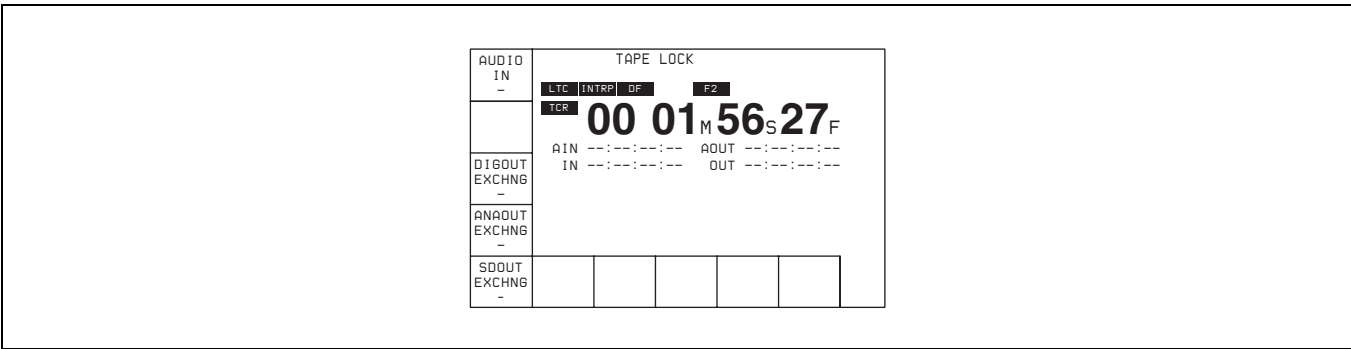 AUDIO
IN
-
TAPE LOCK
LTC INTRP DF F2
TCR 00 01M56S27F
AIN --:--:--:-- AOUT --:--:--:--
IN --:--:--:-- OUT --:--:--:--
DIGOUT
EXCHNG
-
ANAOUT
EXCHNG
-
SDOUT
EXCHNG
-